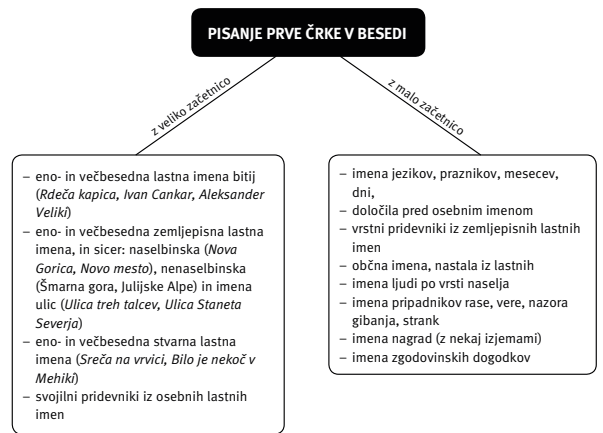 PISANJE PRVE ČRKE V BESEDI
z veliko začetnico
z malo začetnico
– eno- in večbesedna lastna imena bitij
(Rdeča kapica, Ivan Cankar, Aleksander
Veliki)
– eno- in večbesedna zemljepisna lastna
imena, in sicer: naselbinska (Nova
Gorica, Novo mesto), nenaselbinska
(Šmarna gora, Julijske Alpe) in imena
ulic (Ulica treh talcev, Ulica Staneta
Severja)
– eno- in večbesedna stvarna lastna
imena (Sreča na vrvici, Bilo je nekoč v
Mehiki)
– svojilni pridevniki iz osebnih lastnih
imen
– imena jezikov, praznikov, mesecev,
dni,
– določila pred osebnim imenom
– vrstni pridevniki iz zemljepisnih lastnih
imen
– občna imena, nastala iz lastnih
– imena ljudi po vrsti naselja
– imena pripadnikov rase, vere, nazora
gibanja, strank
– imena nagrad (z nekaj izjemami)
– imena zgodovinskih dogodkov